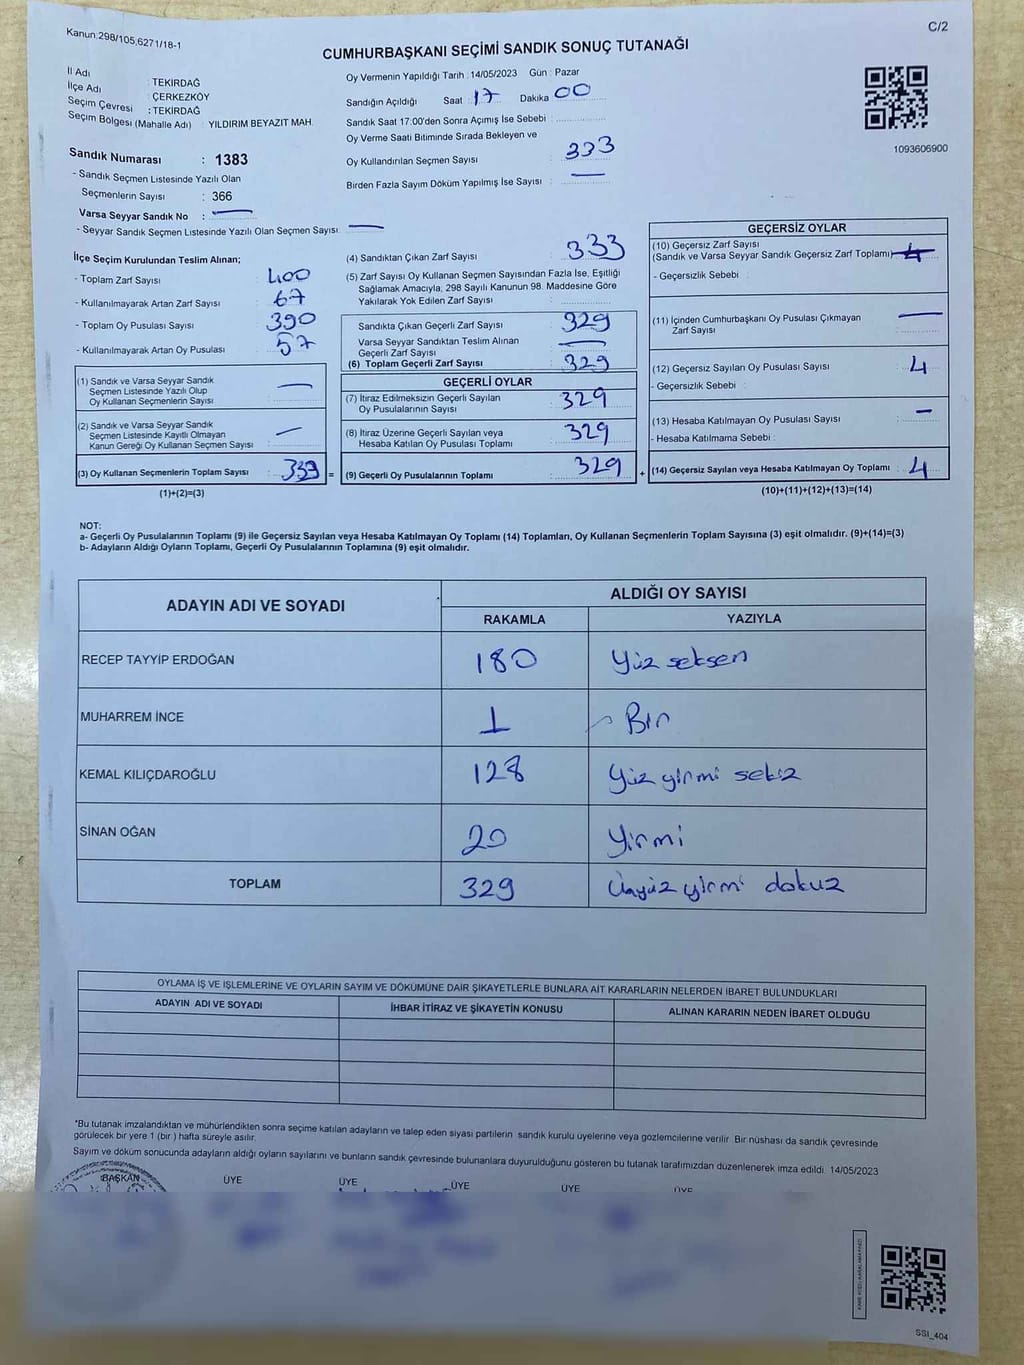 Kanun:298/105,6271/18-1
C/2
CUMHURBAŞKANI SEÇİMİ SANDIK SONUÇ TUTANAĞI
İl Adı : TEKİRDAĞ
İlçe Adı : ÇERKEZKÖY
Seçim Çevresi : TEKİRDAĞ
Seçim Bölgesi (Mahalle Adı) : YILDIRIM BEYAZIT MAH.
Sandık Numarası : 1383
- Sandık Seçmen Listesinde Yazılı Olan
Seçmenlerin Sayısı : 366
Varsa Seyyar Sandık No : —
- Seyyar Sandık Seçmen Listesinde Yazılı Olan Seçmen Sayısı: —
Oy Vermenin Yapıldığı Tarih : 14/05/2023 Gün : Pazar
Sandığın Açıldığı Saat : 17 Dakika 00
Sandık Saat 17:00'den Sonra Açımış İse Sebebi :
Oy Verme Saati Bitiminde Sırada Bekleyen ve
Oy Kullandırılan Seçmen Sayısı : 333
Birden Fazla Sayım Döküm Yapılmış İse Sayısı : —
1093606900
İlçe Seçim Kurulundan Teslim Alınan;
- Toplam Zarf Sayısı : 400
- Kullanılmayarak Artan Zarf Sayısı : 67
- Toplam Oy Pusulası Sayısı : 390
- Kullanılmayarak Artan Oy Pusulası : 57
(1) Sandık ve Varsa Seyyar Sandık
Seçmen Listesinde Yazılı Olup
Oy Kullanan Seçmenlerin Sayısı : —
(2) Sandık ve Varsa Seyyar Sandık
Seçmen Listesinde Kayıtlı Olmayan
Kanun Gereği Oy Kullanan Seçmen Sayısı : —
(3) Oy Kullanan Seçmenlerin Toplam Sayısı : 333 =
(1)+(2)=(3)
(4) Sandıktan Çıkan Zarf Sayısı : 333
(5) Zarf Sayısı Oy Kullanan Seçmen Sayısından Fazla İse, Eşitliği
Sağlamak Amacıyla, 298 Sayılı Kanunun 98. Maddesine Göre
Yakılarak Yok Edilen Zarf Sayısı :
Sandıkta Çıkan Geçerli Zarf Sayısı : 329
Varsa Seyyar Sandıktan Teslim Alınan
Geçerli Zarf Sayısı : —
(6) Toplam Geçerli Zarf Sayısı : 329
GEÇERLİ OYLAR
(7) İtiraz Edilmeksizin Geçerli Sayılan
Oy Pusulalarının Sayısı : 329
(8) İtiraz Üzerine Geçerli Sayılan veya
Hesaba Katılan Oy Pusulası Toplamı : 329
(9) Geçerli Oy Pusulalarının Toplamı : 329 +
GEÇERSİZ OYLAR
(10) Geçersiz Zarf Sayısı
(Sandık ve Varsa Seyyar Sandık Geçersiz Zarf Toplamı) 4
- Geçersizlik Sebebi :
(11) İçinden Cumhurbaşkanı Oy Pusulası Çıkmayan
Zarf Sayısı : —
(12) Geçersiz Sayılan Oy Pusulası Sayısı : 4
- Geçersizlik Sebebi :
(13) Hesaba Katılmayan Oy Pusulası Sayısı : —
- Hesaba Katılmama Sebebi :
(14) Geçersiz Sayılan veya Hesaba Katılmayan Oy Toplamı : 4
(10)+(11)+(12)+(13)=(14)
NOT:
a- Geçerli Oy Pusulalarının Toplamı (9) ile Geçersiz Sayılan veya Hesaba Katılmayan Oy Toplamı (14) Toplamları, Oy Kullanan Seçmenlerin Toplam Sayısına (3) eşit olmalıdır. (9)+(14)=(3)
b- Adayların Aldığı Oyların Toplamı, Geçerli Oy Pusulalarının Toplamına (9) eşit olmalıdır.
ADAYIN ADI VE SOYADI
ALDIĞI OY SAYISI
RAKAMLA YAZIYLA
RECEP TAYYİP ERDOĞAN 180 Yüz seksen
MUHARREM İNCE 1 Bir
KEMAL KILIÇDAROĞLU 128 Yüz yirmi sekiz
SİNAN OĞAN 20 Yirmi
TOPLAM 329 Üçyüz yirmi dokuz
OYLAMA İŞ VE İŞLEMLERİNE VE OYLARIN SAYIM VE DÖKÜMÜNE DAİR ŞİKAYETLERLE BUNLARA AİT KARARLARIN NELERDEN İBARET BULUNDUKLARI
ADAYIN ADI VE SOYADI İHBAR İTİRAZ VE ŞİKAYETİN KONUSU ALINAN KARARIN NEDEN İBARET OLDUĞU
*Bu tutanak imzalandıktan ve mühürlendikten sonra seçime katılan adayların ve talep eden siyasi partilerin sandık kurulu üyelerine veya gözlemcilerine verilir. Bir nüshası da sandık çevresinde
görülecek bir yere 1 (bir ) hafta süreyle asılır.
Sayım ve döküm sonucunda adayların aldığı oyların sayılarını ve bunların sandık çevresinde bulunanlara duyurulduğunu gösteren bu tutanak tarafımızdan düzenlenerek imza edildi. 14/05/2023
BAŞKAN ÜYE ÜYE ÜYE ÜYE ÜYE
SSI_404